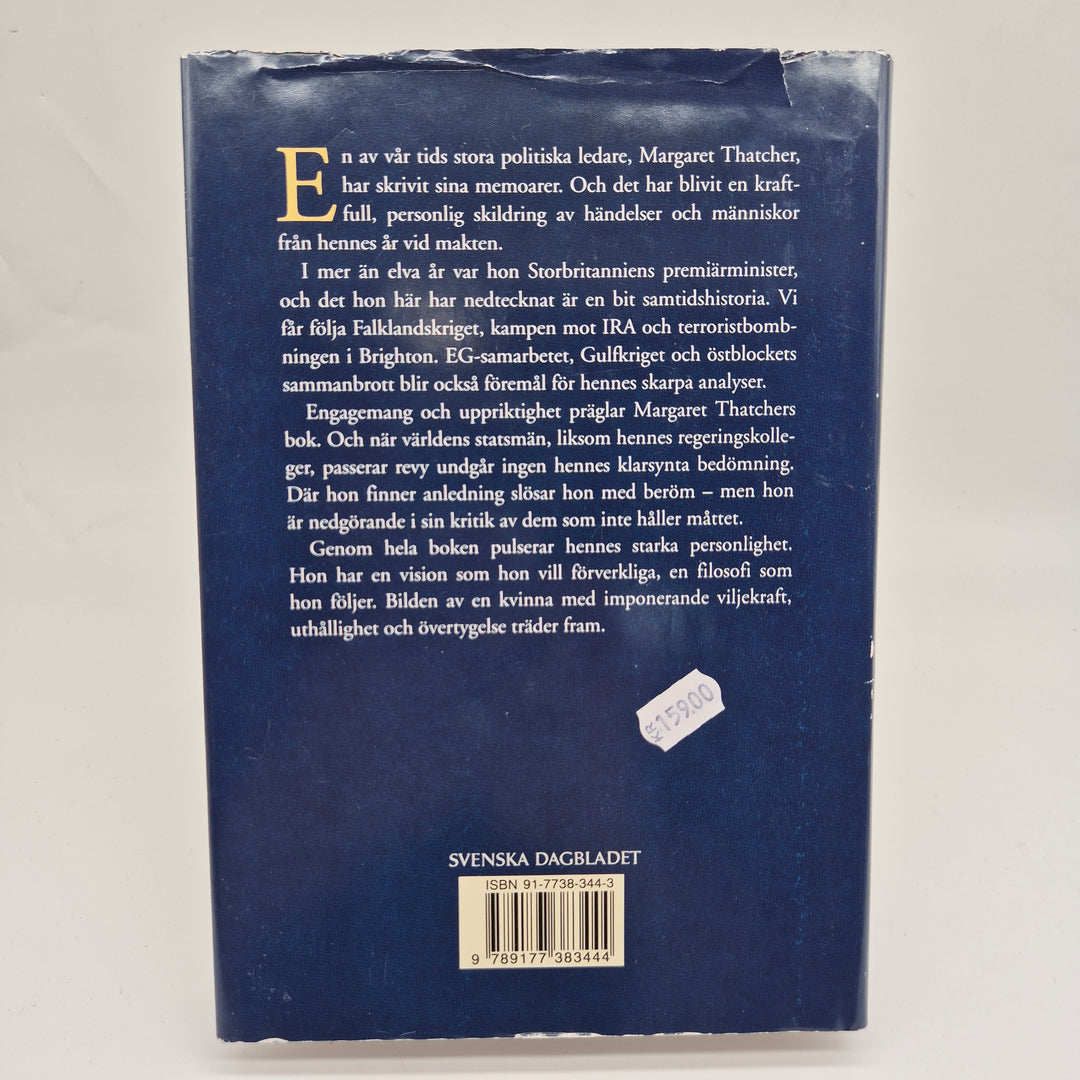 En av vår tids stora politiska ledare, Margaret Thatcher,
har skrivit sina memoarer. Och det har blivit en kraft-
full, personlig skildring av händelser och människor
från hennes år vid makten.
I mer än elva år var hon Storbritanniens premiärminister,
och det hon här har nedtecknat är en bit samtidshistoria. Vi
får följa Falklandskriget, kampen mot IRA och terroristbomb-
ningen i Brighton. EG-samarbetet, Gulfkriget och östblockets
sammanbrott blir också föremål för hennes skarpa analyser.
Engagemang och uppriktighet präglar Margaret Thatchers
bok. Och när världens statsmän, liksom hennes regeringskolle-
ger, passerar revy undgår ingen hennes klarsynta bedömning.
Där hon finner anledning slösar hon med beröm – men hon
är nedgörande i sin kritik av dem som inte håller måttet.
Genom hela boken pulserar hennes starka personlighet.
Hon har en vision som hon vill förverkliga, en filosofi som
hon följer. Bilden av en kvinna med imponerande viljekraft,
uthållighet och övertygelse träder fram.
KR 159.00
SVENSKA DAGBLADET
ISBN 91-7738-344-3
9 789177 383444